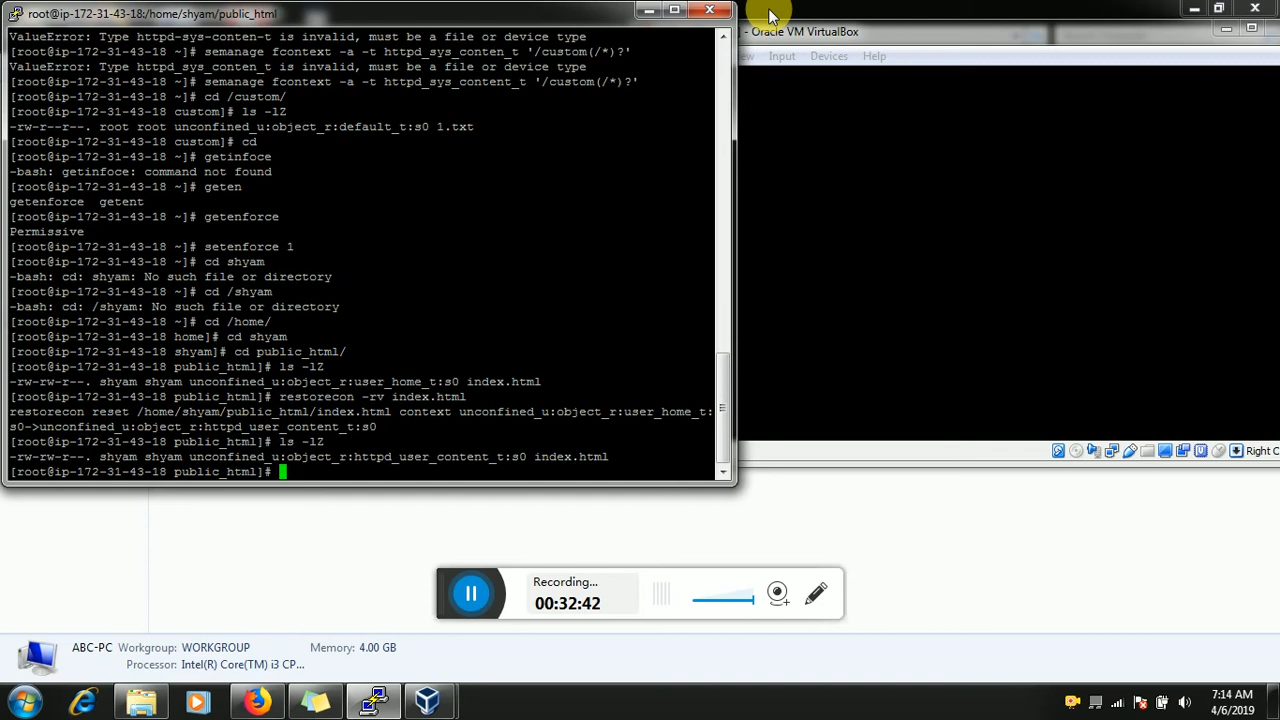 root@ip-172-31-43-18:/home/shyam/public_html
ValueError: Type httpd-sys-conten-t is invalid, must be a file or device type
[root@ip-172-31-43-18 ~]# semanage fcontext -a -t httpd_sys_conten_t '/custom(/*)?'
ValueError: Type httpd_sys_conten_t is invalid, must be a file or device type
[root@ip-172-31-43-18 ~]# semanage fcontext -a -t httpd_sys_content_t '/custom(/*)?'
[root@ip-172-31-43-18 ~]# cd /custom/
[root@ip-172-31-43-18 custom]# ls -lZ
-rw-r--r--. root root unconfined_u:object_r:default_t:s0 1.txt
[root@ip-172-31-43-18 custom]# cd
[root@ip-172-31-43-18 ~]# getinfoce
-bash: getinfoce: command not found
[root@ip-172-31-43-18 ~]# geten
getenforce  getent
[root@ip-172-31-43-18 ~]# getenforce
Permissive
[root@ip-172-31-43-18 ~]# setenforce 1
[root@ip-172-31-43-18 ~]# cd shyam
-bash: cd: shyam: No such file or directory
[root@ip-172-31-43-18 ~]# cd /shyam
-bash: cd: /shyam: No such file or directory
[root@ip-172-31-43-18 ~]# cd /home/
[root@ip-172-31-43-18 home]# cd shyam
[root@ip-172-31-43-18 shyam]# cd public_html/
[root@ip-172-31-43-18 public_html]# ls -lZ
-rw-rw-r--. shyam shyam unconfined_u:object_r:user_home_t:s0 index.html
[root@ip-172-31-43-18 public_html]# restorecon -rv index.html
restorecon reset /home/shyam/public_html/index.html context unconfined_u:object_r:user_home_t:
s0->unconfined_u:object_r:httpd_user_content_t:s0
[root@ip-172-31-43-18 public_html]# ls -lZ
-rw-rw-r--. shyam shyam unconfined_u:object_r:httpd_user_content_t:s0 index.html
[root@ip-172-31-43-18 public_html]#
- Oracle VM VirtualBox
ew Input Devices Help
Right C
Recording...
00:32:42
ABC-PC Workgroup: WORKGROUP Memory: 4.00 GB
Processor: Intel(R) Core(TM) i3 CP...
7:14 AM
4/6/2019